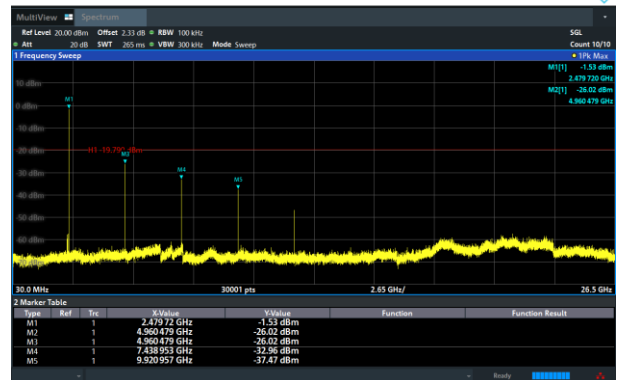 MultiView Spectrum
Ref Level 20.00 dBm Offset 2.33 dB RBW 100 kHz SGL
Att 20 dB SWT 265 ms VBW 300 kHz Mode Sweep Count 10/10
1 Frequency Sweep 1Pk Max
M1[1] -1.53 dBm
2.479 720 GHz
M2[1] -26.02 dBm
4.960 479 GHz
10 dBm
M1
0 dBm
-10 dBm
-20 dBm
M3
M4
-30 dBm
M5
-40 dBm
-50 dBm
-60 dBm
30.0 MHz 30001 pts 2.65 GHz/ 26.5 GHz
2 Marker Table
Type Ref Trc X-Value Y-Value Function Function Result
M1 1 2.479 72 GHz -1.53 dBm
M2 1 4.960 479 GHz -26.02 dBm
M3 1 4.960 479 GHz -26.02 dBm
M4 1 7.438 953 GHz -32.96 dBm
M5 1 9.920 957 GHz -37.47 dBm
Ready